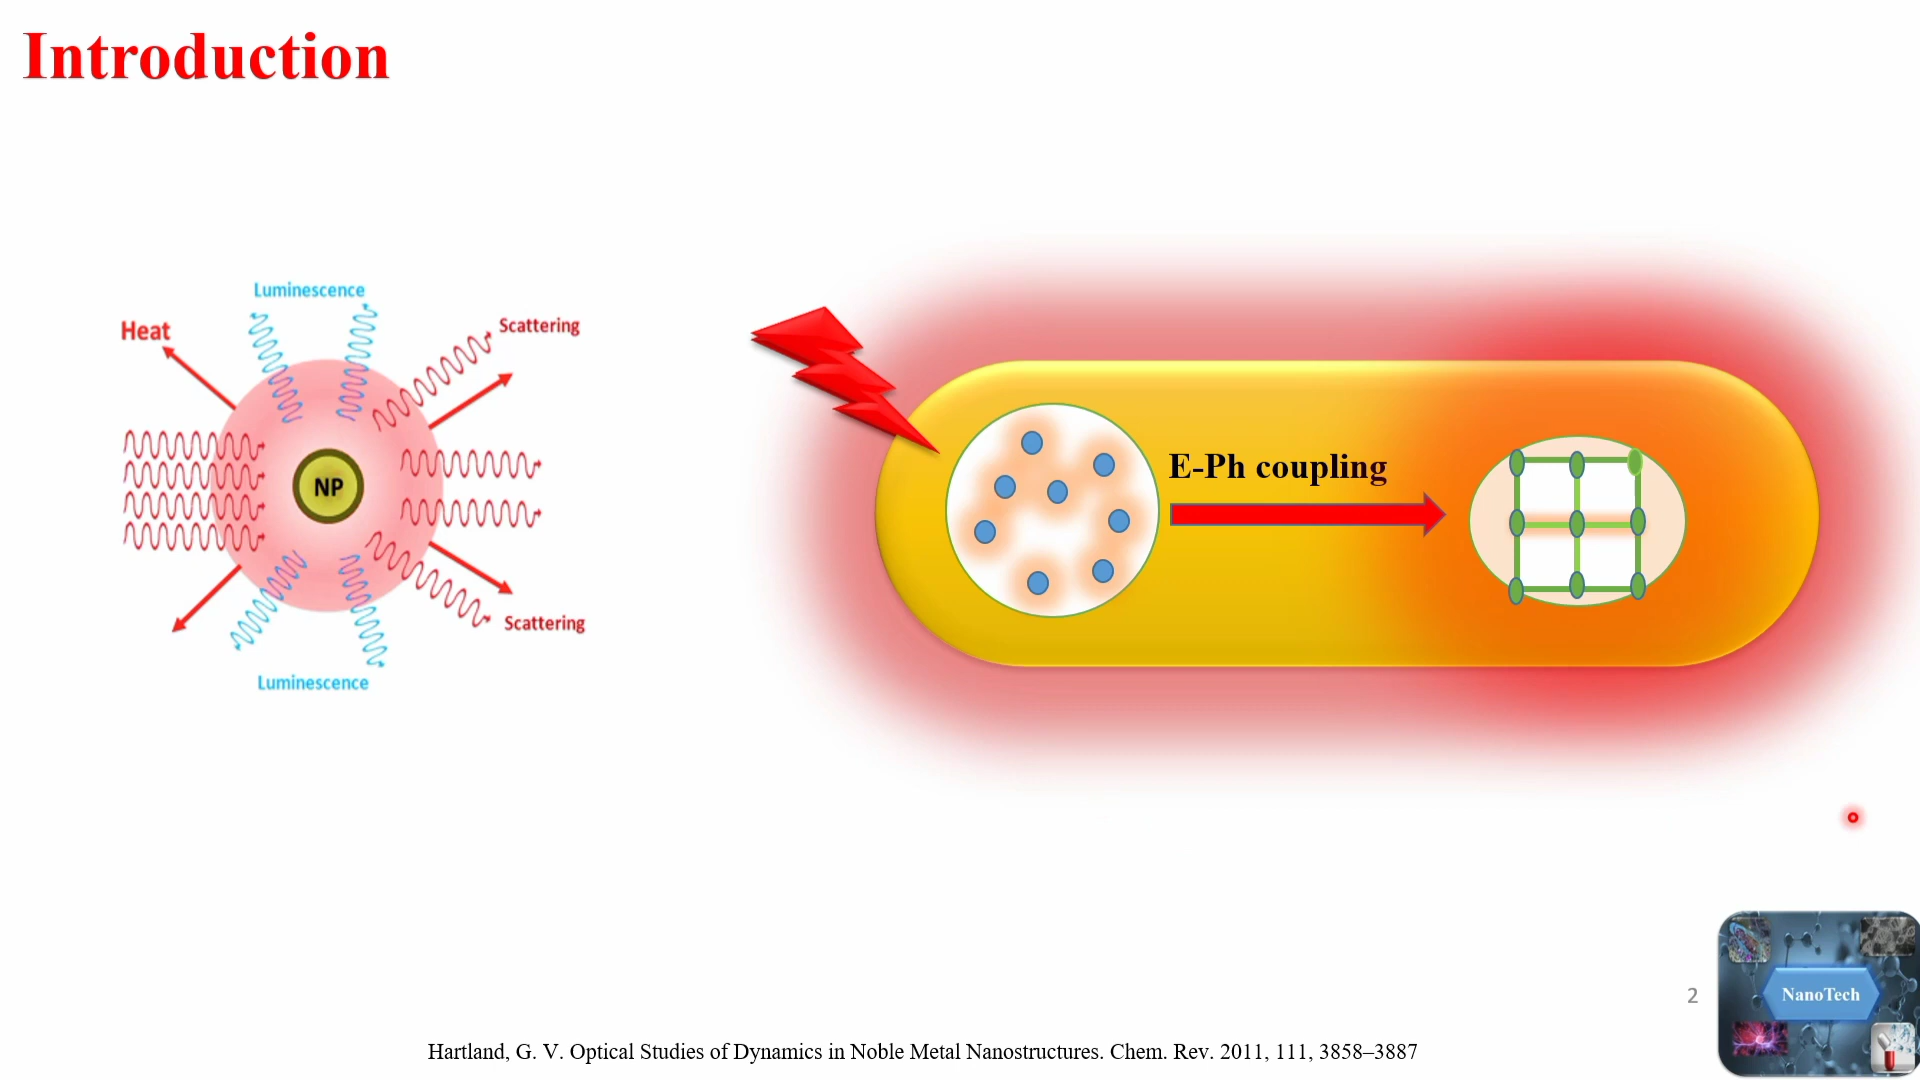 Introduction
Luminescence
Heat
Scattering
NP
Scattering
Luminescence
E-Ph coupling
2
NanoTech
Hartland, G. V. Optical Studies of Dynamics in Noble Metal Nanostructures. Chem. Rev. 2011, 111, 3858–3887